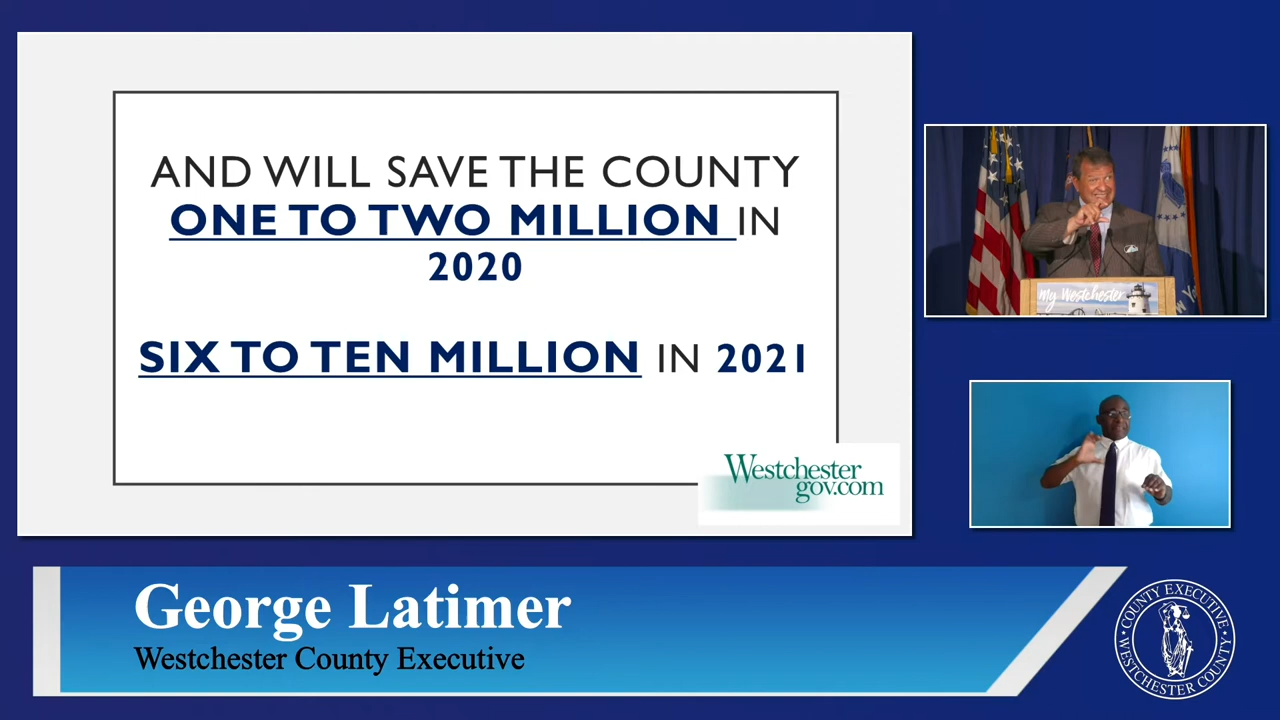 AND WILL SAVE THE COUNTY
ONE TO TWO MILLION IN
2020
SIX TO TEN MILLION IN 2021
Westchester
gov.com
My Westchester
George Latimer
Westchester County Executive
COUNTY EXECUTIVE
WESTCHESTER COUNTY